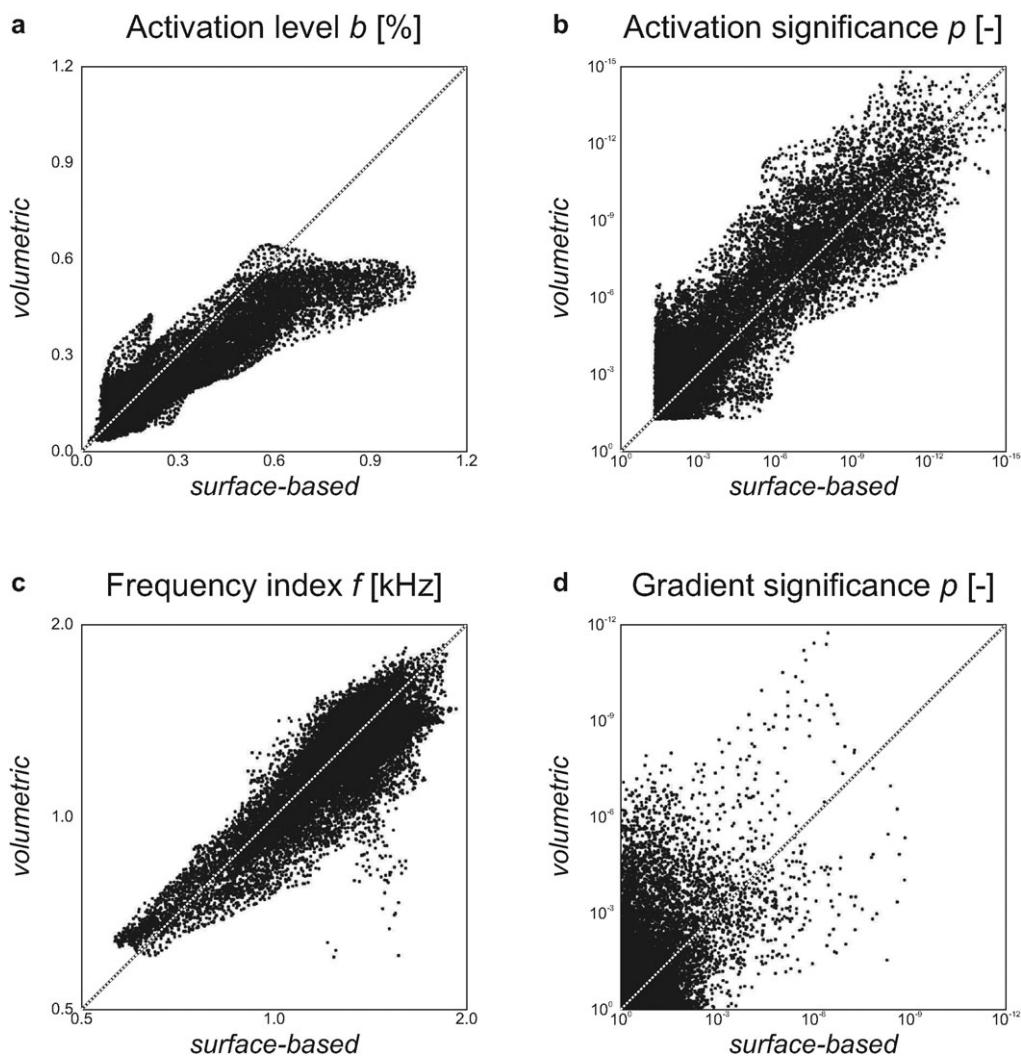 a Activation level b [%]
1.2
0.9
0.6
0.3
0.0
volumetric
0.0 0.3 0.6 0.9 1.2
surface-based
b Activation significance p [-]
10⁻¹⁵
10⁻¹²
10⁻⁹
10⁻⁶
10⁻³
10⁰
volumetric
10⁰ 10⁻³ 10⁻⁶ 10⁻⁹ 10⁻¹² 10⁻¹⁵
surface-based
c Frequency index f [kHz]
2.0
1.0
0.5
volumetric
0.5 1.0 2.0
surface-based
d Gradient significance p [-]
10⁻¹²
10⁻⁹
10⁻⁶
10⁻³
10⁰
volumetric
10⁰ 10⁻³ 10⁻⁶ 10⁻⁹ 10⁻¹²
surface-based